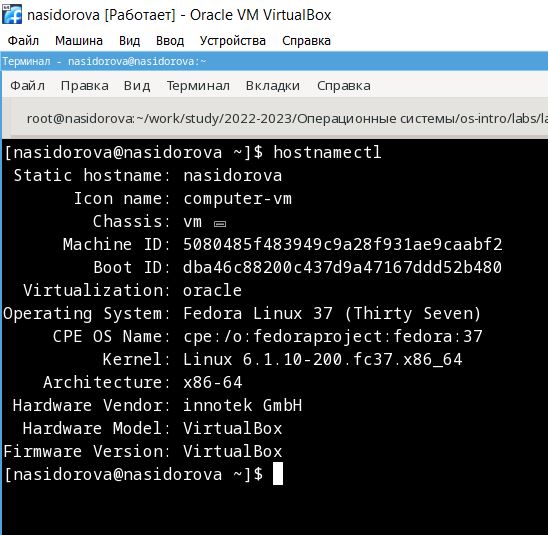 nasidorova [Работает] - Oracle VM VirtualBox
Файл Машина Вид Ввод Устройства Справка
Терминал - nasidorova@nasidorova:~
Файл Правка Вид Терминал Вкладки Справка
root@nasidorova:~/work/study/2022-2023/Операционные системы/os-intro/labs/la
[nasidorova@nasidorova ~]$ hostnamectl
Static hostname: nasidorova
Icon name: computer-vm
Chassis: vm
Machine ID: 5080485f483949c9a28f931ae9caabf2
Boot ID: dba46c88200c437d9a47167ddd52b480
Virtualization: oracle
Operating System: Fedora Linux 37 (Thirty Seven)
CPE OS Name: cpe:/o:fedoraproject:fedora:37
Kernel: Linux 6.1.10-200.fc37.x86_64
Architecture: x86-64
Hardware Vendor: innotek GmbH
Hardware Model: VirtualBox
Firmware Version: VirtualBox
[nasidorova@nasidorova ~]$